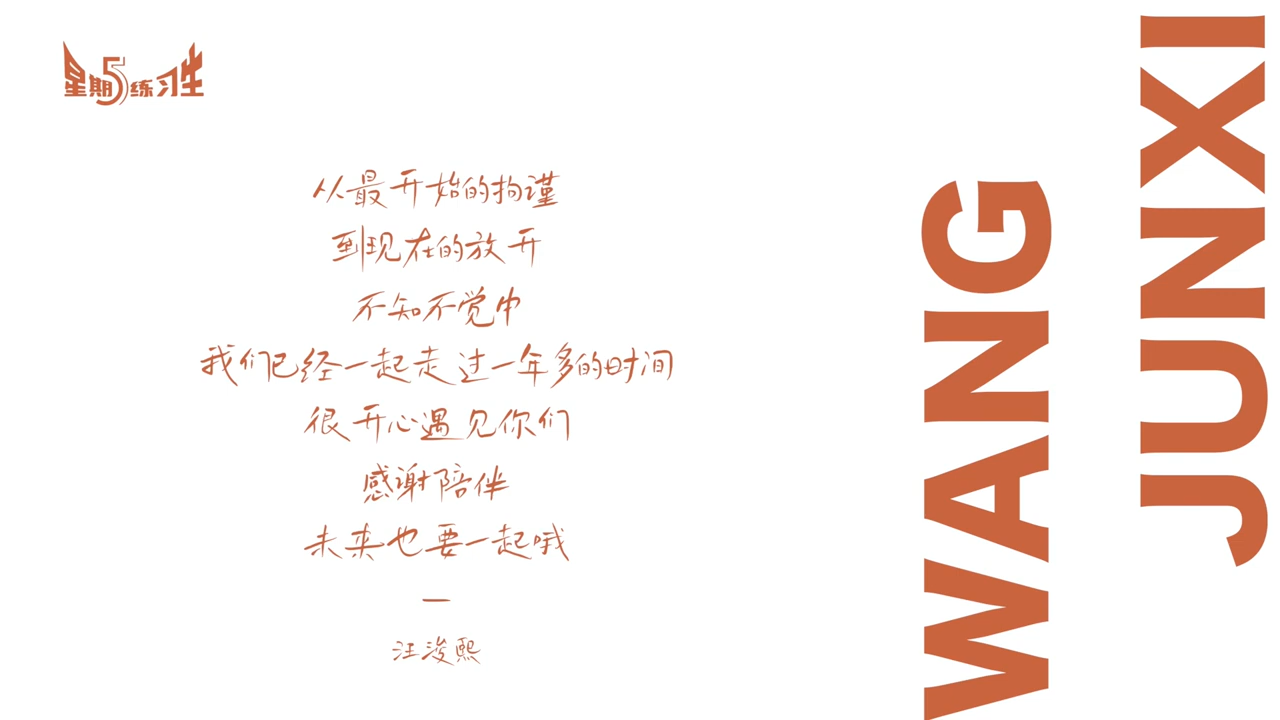 星期5练习生
从最开始的拘谨
到现在的放开
不知不觉中
我们已经一起走过一年多的时间
很开心遇见你们
感谢陪伴
未来也要一起哦
—
汪浚熙
WANG
JUNXI